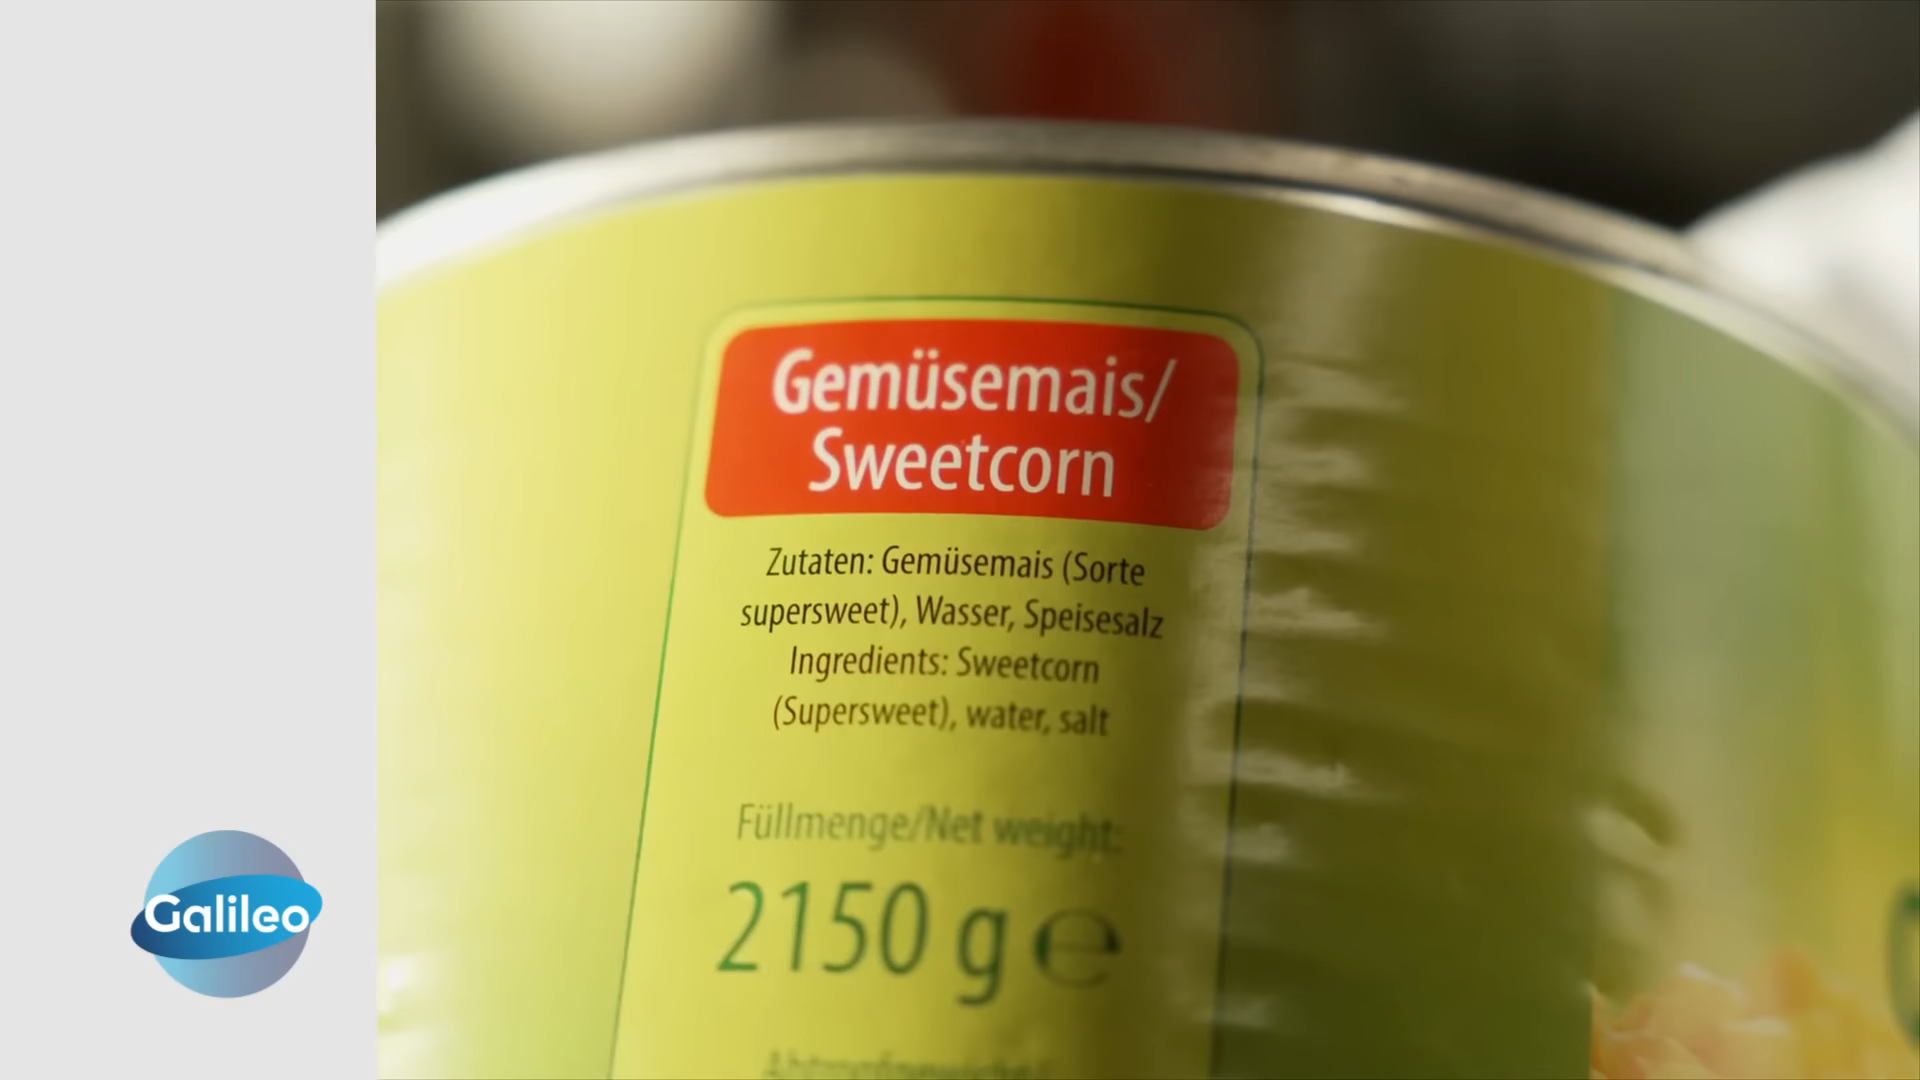 Gemüsemais/
Sweetcorn
Zutaten: Gemüsemais (Sorte
supersweet), Wasser, Speisesalz
Ingredients: Sweetcorn
(Supersweet), water, salt
Füllmenge/Net weight:
2150 g e
Galileo